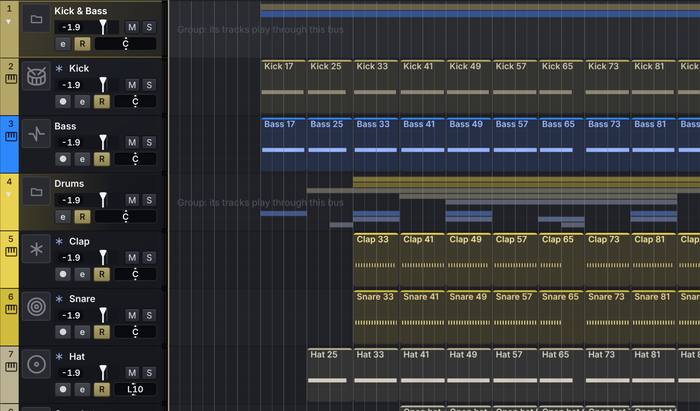 1
Kick & Bass
-1.9 M S
e R C
Group: its tracks play through this bus
2
Kick
-1.9 M S
e R C
Kick 17 Kick 25 Kick 33 Kick 41 Kick 49 Kick 57 Kick 65 Kick 73 Kick 81 Kick
3
Bass
-1.9 M S
e R C
Bass 17 Bass 25 Bass 33 Bass 41 Bass 49 Bass 57 Bass 65 Bass 73 Bass 81 Bass
4
Drums
-1.9 M S
e R C
Group: its tracks play through this bus
5
Clap
-1.9 M S
e R C
Clap 33 Clap 41 Clap 49 Clap 57 Clap 65 Clap 73 Clap 81 Clap
6
Snare
-1.9 M S
e R C
Snare 33 Snare 41 Snare 49 Snare 57 Snare 65 Snare 73 Snare 81
7
Hat
-1.9 M S
e R L10
Hat 25 Hat 33 Hat 41 Hat 49 Hat 57 Hat 65 Hat 73 Hat 81 Hat 8